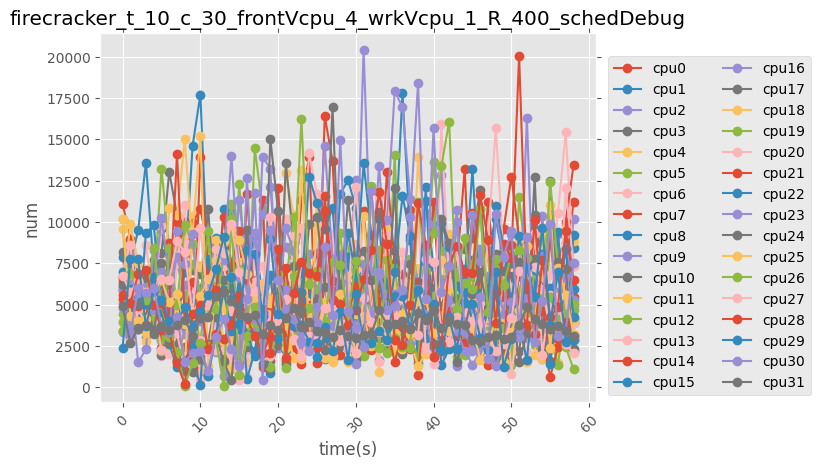 firecracker_t_10_c_30_frontVcpu_4_wrkVcpu_1_R_400_schedDebug
num
20000
17500
15000
12500
10000
7500
5000
2500
0
0
10
20
30
40
50
60
time(s)
cpu0
cpu1
cpu2
cpu3
cpu4
cpu5
cpu6
cpu7
cpu8
cpu9
cpu10
cpu11
cpu12
cpu13
cpu14
cpu15
cpu16
cpu17
cpu18
cpu19
cpu20
cpu21
cpu22
cpu23
cpu24
cpu25
cpu26
cpu27
cpu28
cpu29
cpu30
cpu31